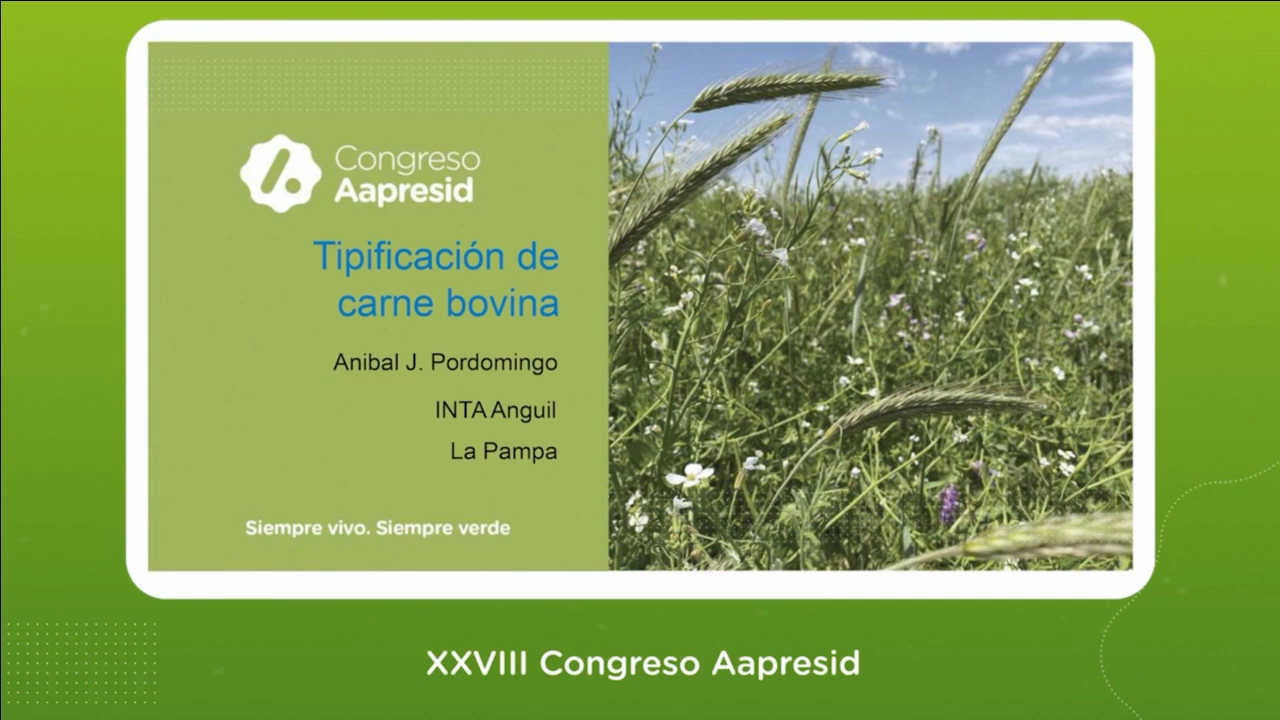 Congreso
Aapresid
Tipificación de
carne bovina
Anibal J. Pordomingo
INTA Anguil
La Pampa
Siempre vivo. Siempre verde
XXVIII Congreso Aapresid